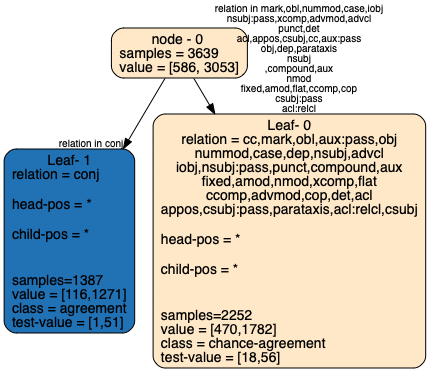 relation in mark,obl,nummod,case,iobj
nsubj:pass,xcomp,advmod,advcl
punct,det
acl,appos,csubj,cc,aux:pass
obj,dep,parataxis
nsubj
,compound,aux
nmod
fixed,amod,flat,ccomp,cop
csubj:pass
acl:relcl
node - 0
samples = 3639
value = [586, 3053]
relation in conj
Leaf- 1
relation = conj
head-pos = *
child-pos = *
samples=1387
value = [116,1271]
class = agreement
test-value = [1,51]
Leaf- 0
relation = cc,mark,obl,aux:pass,obj
nummod,case,dep,nsubj,advcl
iobj,nsubj:pass,punct,compound,aux
fixed,amod,nmod,xcomp,flat
ccomp,advmod,cop,det,acl
appos,csubj:pass,parataxis,acl:relcl,csubj
head-pos = *
child-pos = *
samples=2252
value = [470,1782]
class = chance-agreement
test-value = [18,56]